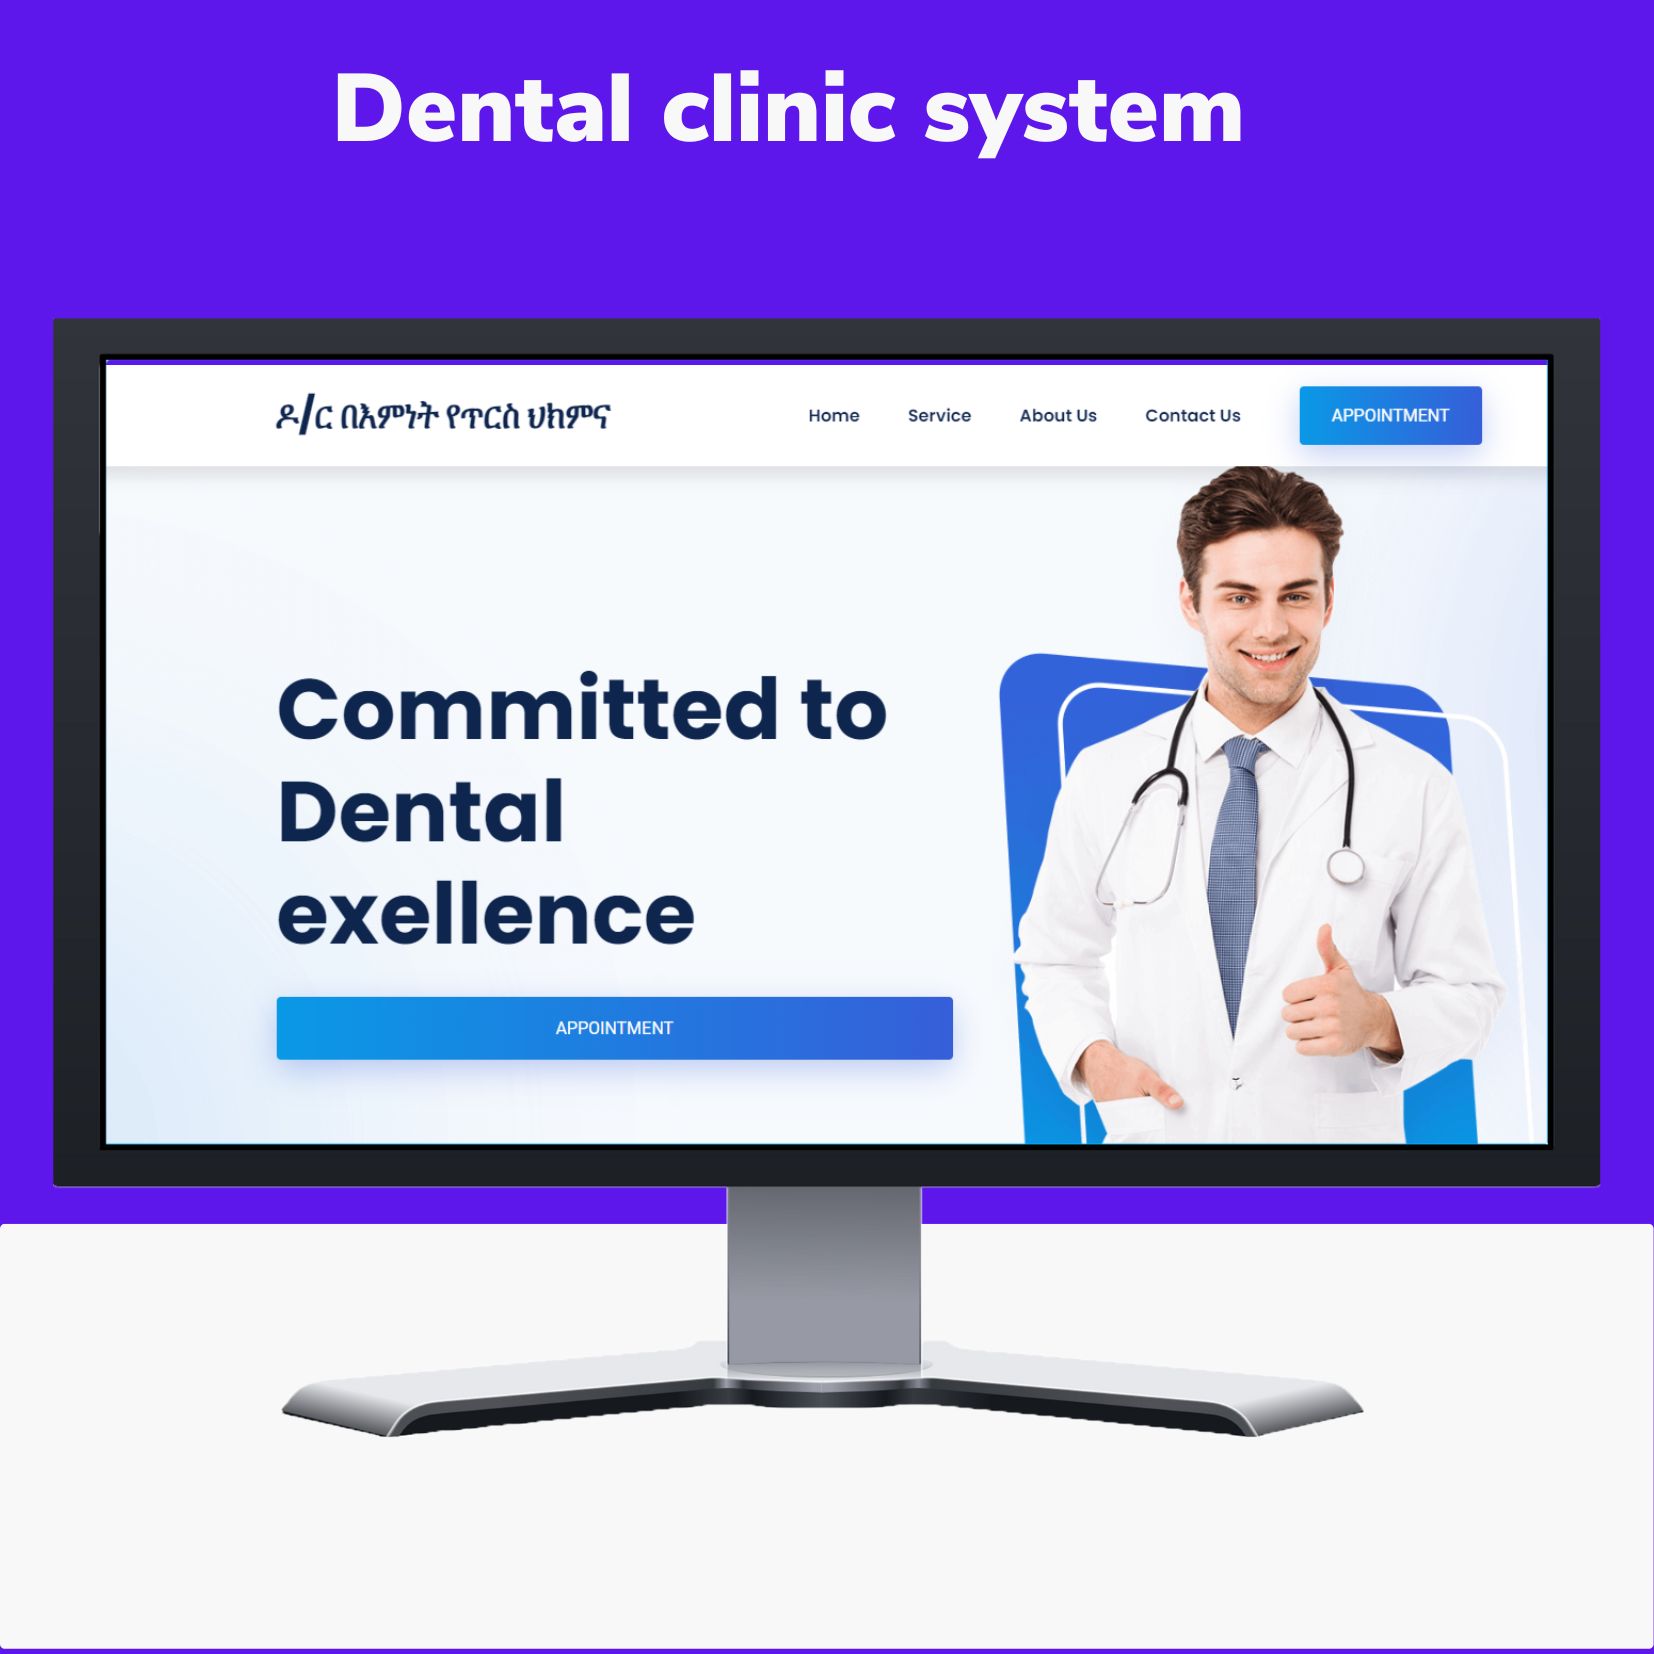 Dental clinic system
ዶ/ር በእምነት የጥርስ ህክምና
Home Service About Us Contact Us APPOINTMENT
Committed to
Dental
exellence
APPOINTMENT